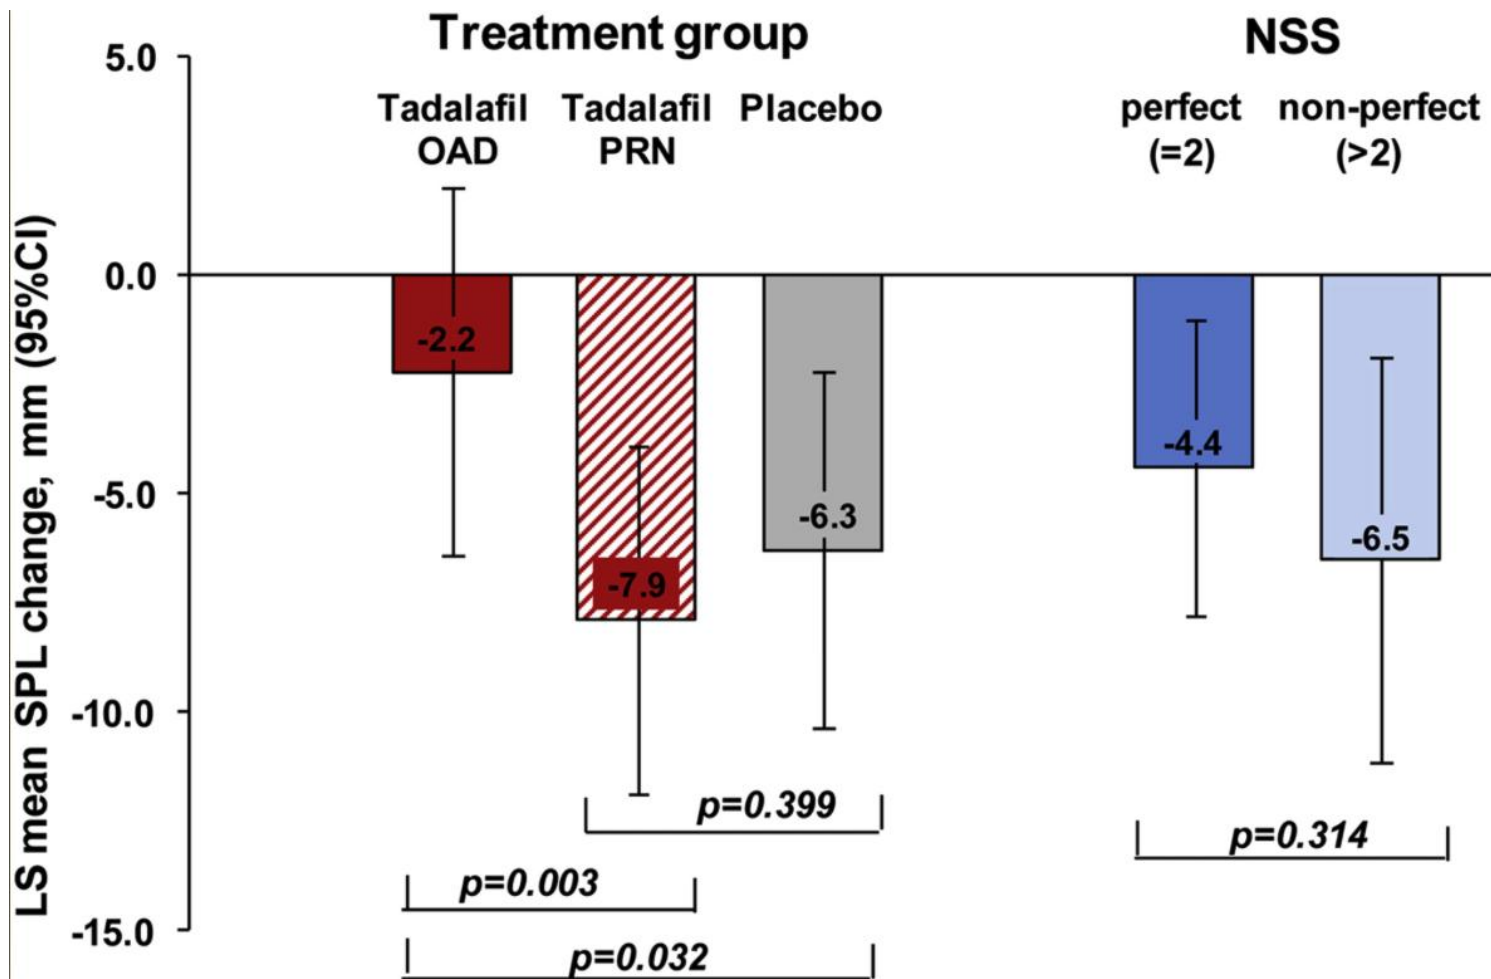 Treatment group
NSS
Tadalafil OAD
Tadalafil PRN
Placebo
perfect (=2)
non-perfect (>2)
LS mean SPL change, mm (95%CI)
5.0
0.0
-5.0
-10.0
-15.0
-2.2
-7.9
-6.3
-4.4
-6.5
p=0.399
p=0.314
p=0.003
p=0.032